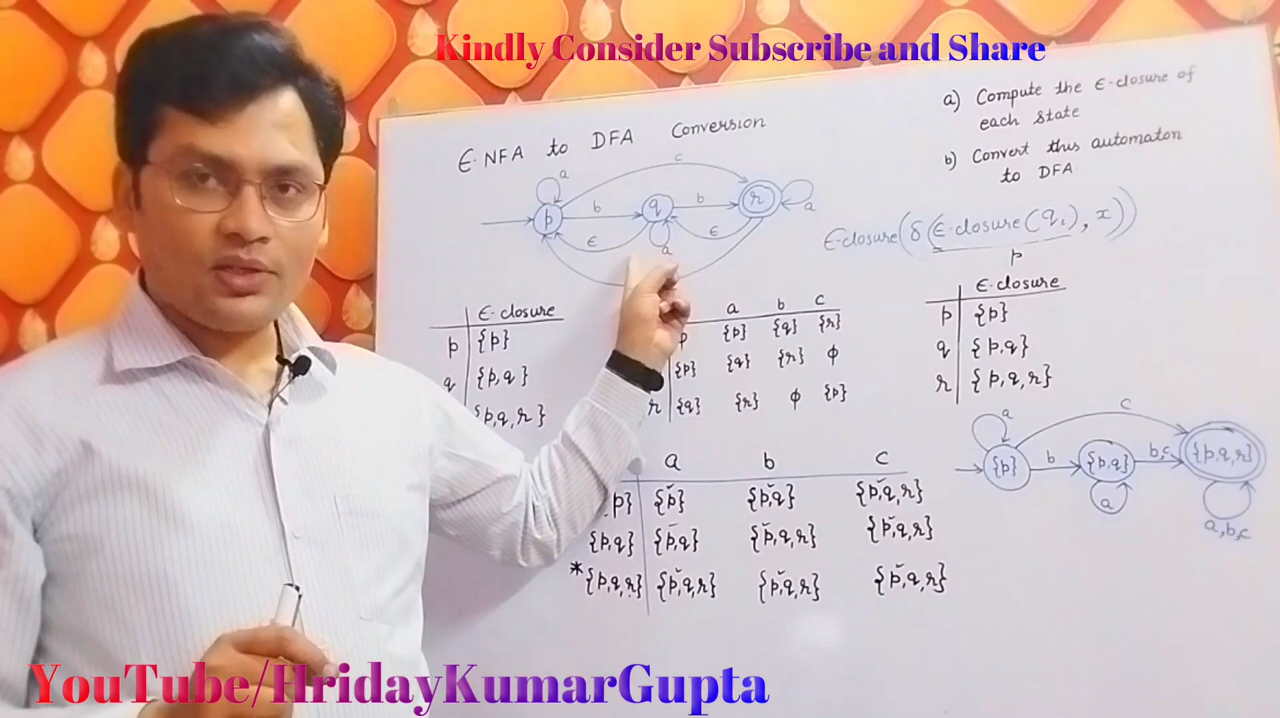 Kindly Consider Subscribe and Share
a) Compute the ε-closure of
each state
b) Convert this automaton
to DFA
ε-NFA to DFA Conversion
a
c
p b q b r a
ε ε
a
ε-closure(δ(ε-closure(qi), x))
p
ε-closure
p {p}
q {p,q}
p,q,r}
a b c
p {p} {q} {r}
{p} {q} {r} ϕ
r {q} {r} ϕ {p}
ε-closure
p {p}
q {p,q}
r {p,q,r}
a c
{p} b {p,q} b,c {p,q,r}
a a,b,c
a b c
p} {p} {p,q} {p,q,r}
{p,q} {p,q} {p,q,r} {p,q,r}
*{p,q,r} {p,q,r} {p,q,r} {p,q,r}
YouTube/HridayKumarGupta